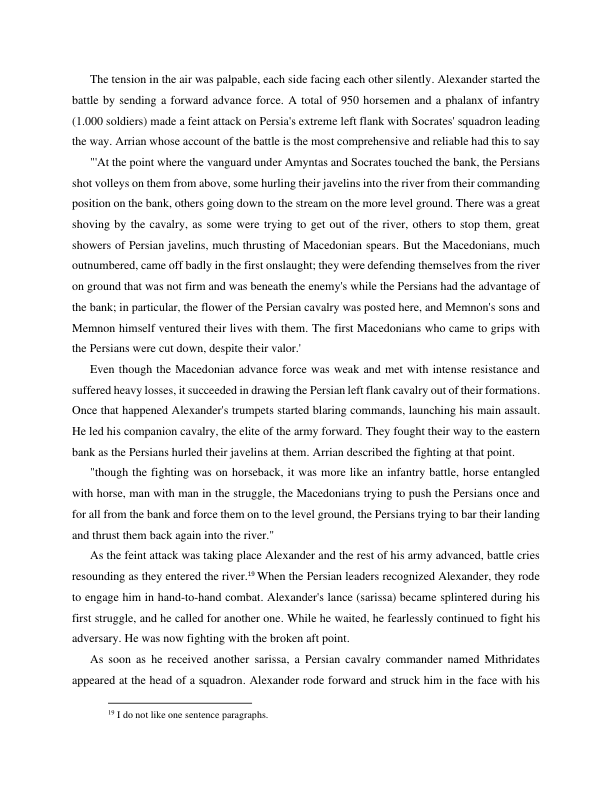 The tension in the air was palpable, each side facing each other silently. Alexander started the
battle by sending a forward advance force. A total of 950 horsemen and a phalanx of infantry
(1.000 soldiers) made a feint attack on Persia's extreme left flank with Socrates' squadron leading
the way. Arrian whose account of the battle is the most comprehensive and reliable had this to say
"'At the point where the vanguard under Amyntas and Socrates touched the bank, the Persians
shot volleys on them from above, some hurling their javelins into the river from their commanding
position on the bank, others going down to the stream on the more level ground. There was a great
shoving by the cavalry, as some were trying to get out of the river, others to stop them, great
showers of Persian javelins, much thrusting of Macedonian spears. But the Macedonians, much
outnumbered, came off badly in the first onslaught; they were defending themselves from the river
on ground that was not firm and was beneath the enemy's while the Persians had the advantage of
the bank; in particular, the flower of the Persian cavalry was posted here, and Memnon's sons and
Memnon himself ventured their lives with them. The first Macedonians who came to grips with
the Persians were cut down, despite their valor.'
Even though the Macedonian advance force was weak and met with intense resistance and
suffered heavy losses, it succeeded in drawing the Persian left flank cavalry out of their formations.
Once that happened Alexander's trumpets started blaring commands, launching his main assault.
He led his companion cavalry, the elite of the army forward. They fought their way to the eastern
bank as the Persians hurled their javelins at them. Arrian described the fighting at that point.
"though the fighting was on horseback, it was more like an infantry battle, horse entangled
with horse, man with man in the struggle, the Macedonians trying to push the Persians once and
for all from the bank and force them on to the level ground, the Persians trying to bar their landing
and thrust them back again into the river."
As the feint attack was taking place Alexander and the rest of his army advanced, battle cries
resounding as they entered the river.19 When the Persian leaders recognized Alexander, they rode
to engage him in hand-to-hand combat. Alexander's lance (sarissa) became splintered during his
first struggle, and he called for another one. While he waited, he fearlessly continued to fight his
adversary. He was now fighting with the broken aft point.
As soon as he received another sarissa, a Persian cavalry commander named Mithridates
appeared at the head of a squadron. Alexander rode forward and struck him in the face with his
19 I do not like one sentence paragraphs.